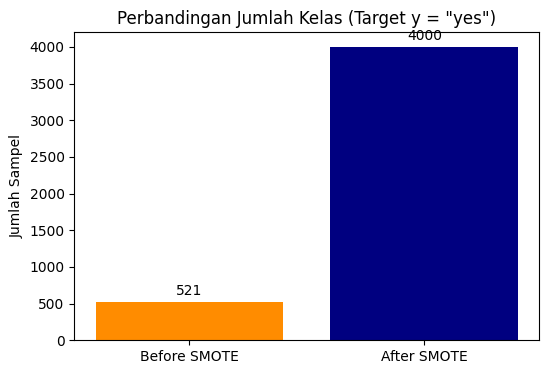 Perbandingan Jumlah Kelas (Target y = "yes")
4000
4000
3500
3000
2500
2000
1500
1000
500
0
Jumlah Sampel
521
Before SMOTE
After SMOTE